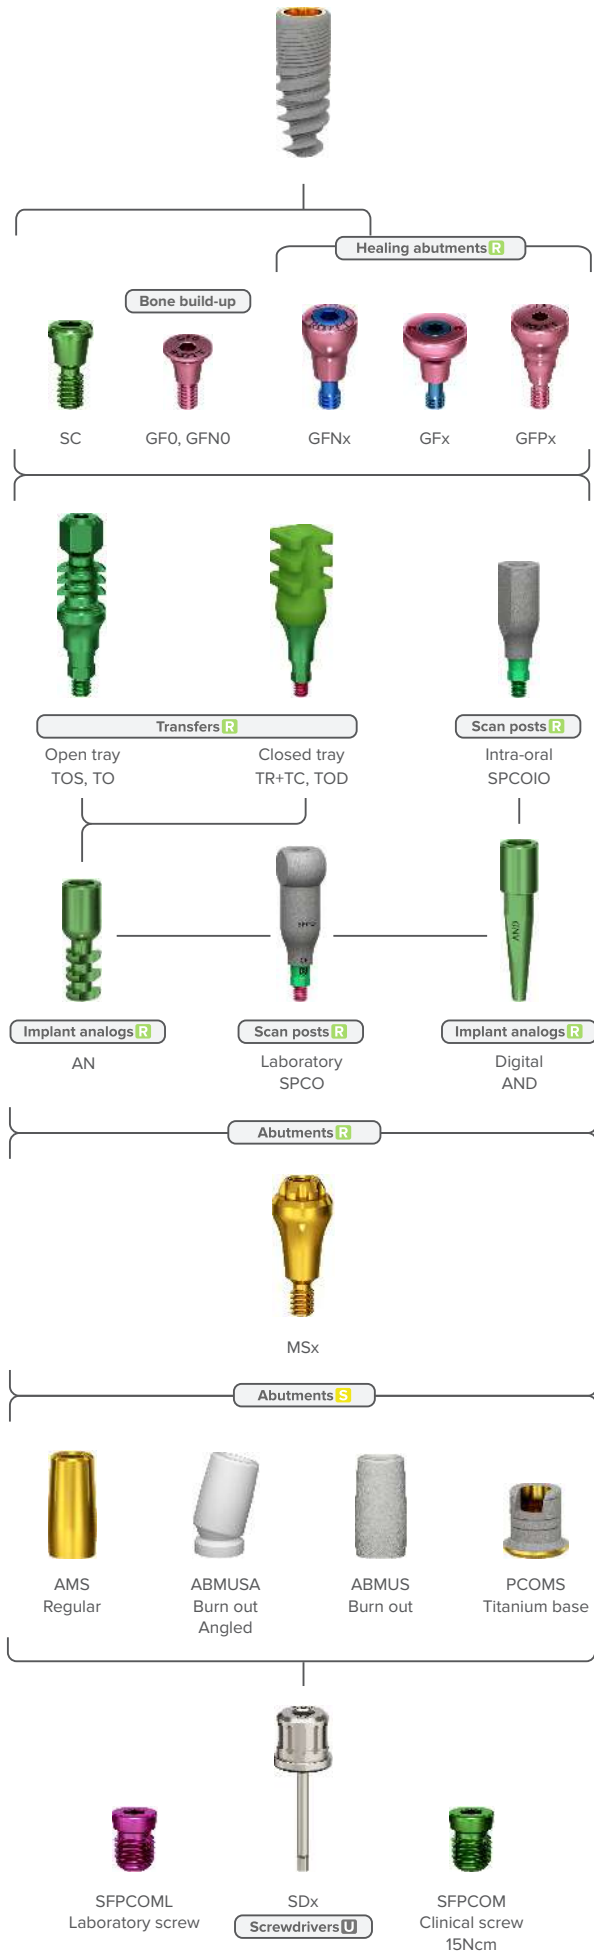 Healing abutments R
Bone build-up
SC
GF0, GFN0
GFNx
GFx
GFPx
Transfers R
Scan posts R
Open tray
TOS, TO
Closed tray
TR+TC, TOD
Intra-oral
SPCOIO
Implant analogs R
AN
Scan posts R
Laboratory
SPCO
Implant analogs R
Digital
AND
Abutments R
MSx
Abutments S
AMS
Regular
ABMUSA
Burn out
Angled
ABMUS
Burn out
PCOMS
Titanium base
SFPCOML
Laboratory screw
SDx
Screwdrivers U
SFPCOM
Clinical screw
15Ncm